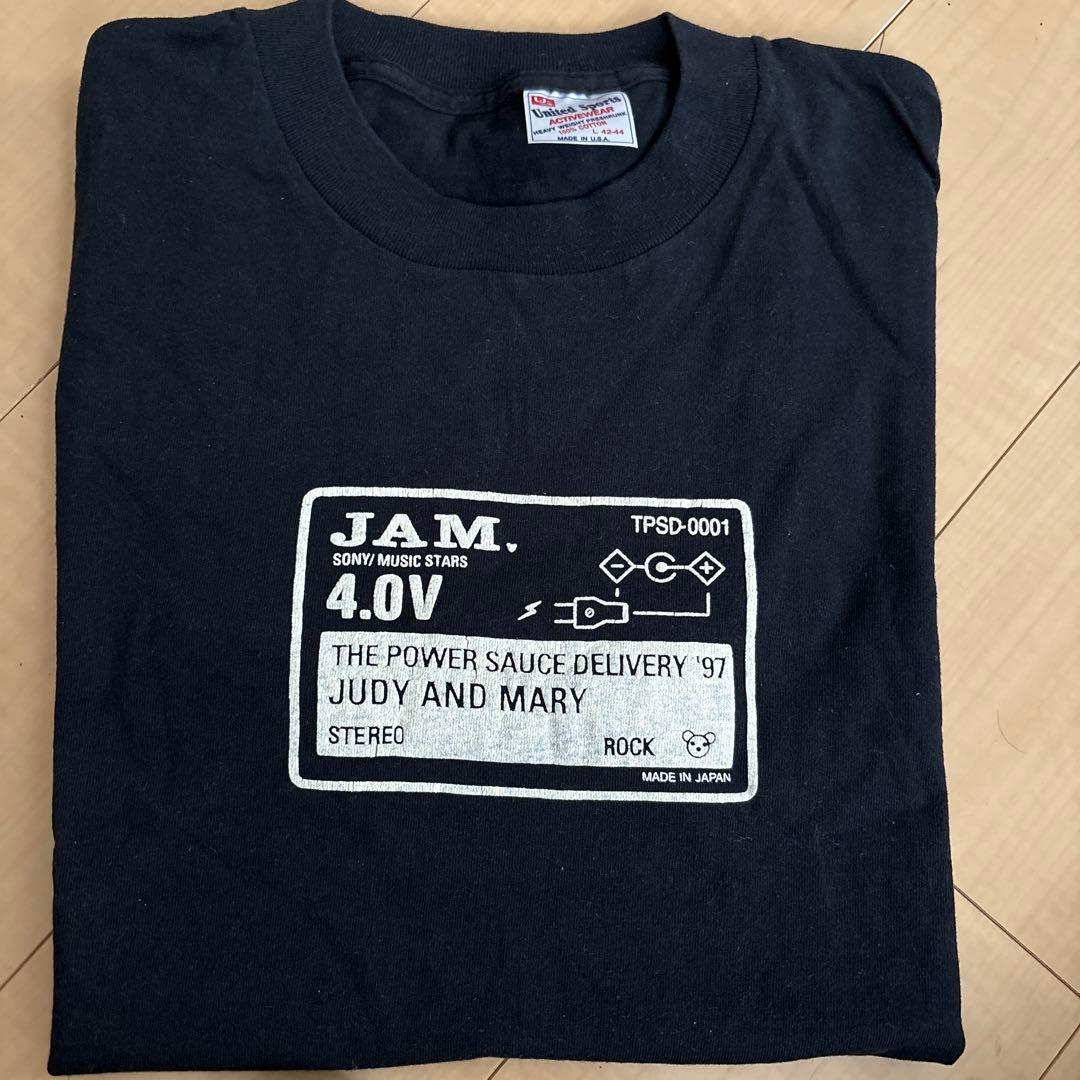 Us
United Sports
ACTIVEWEAR
HEAVY WEIGHT PRESHRUNK
100% COTTON L 42-44
MADE IN U.S.A.
JAM.
TPSD-0001
SONY/ MUSIC STARS
4.0V
THE POWER SAUCE DELIVERY '97
JUDY AND MARY
STEREO
ROCK
MADE IN JAPAN